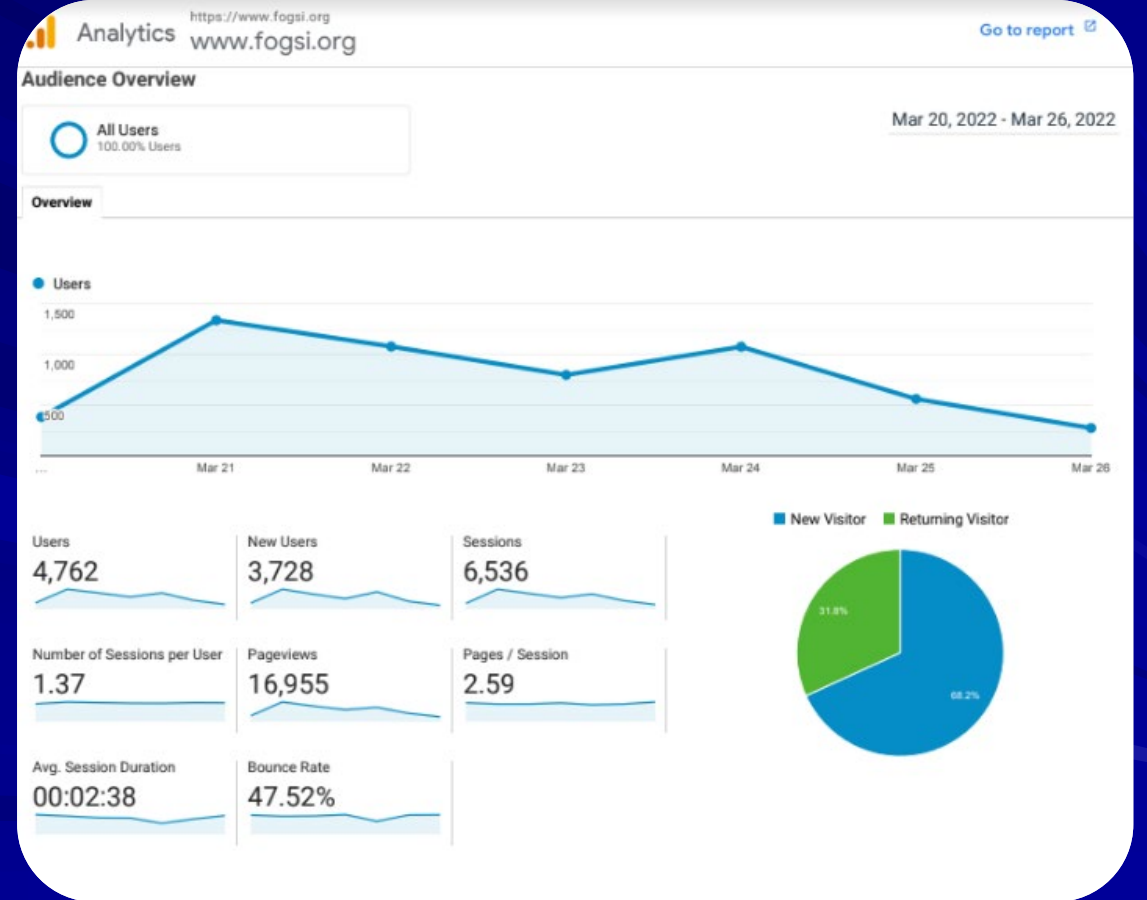 https://www.fogsi.org
Analytics www.fogsi.org
Go to report
Audience Overview
All Users
100.00% Users
Mar 20, 2022 - Mar 26, 2022
Overview
Users
1,500
1,000
500
... Mar 21 Mar 22 Mar 23 Mar 24 Mar 25 Mar 26
New Visitor Returning Visitor
Users New Users Sessions
4,762 3,728 6,536
31.8%
Number of Sessions per User Pageviews Pages / Session
1.37 16,955 2.59
68.2%
Avg. Session Duration Bounce Rate
00:02:38 47.52%